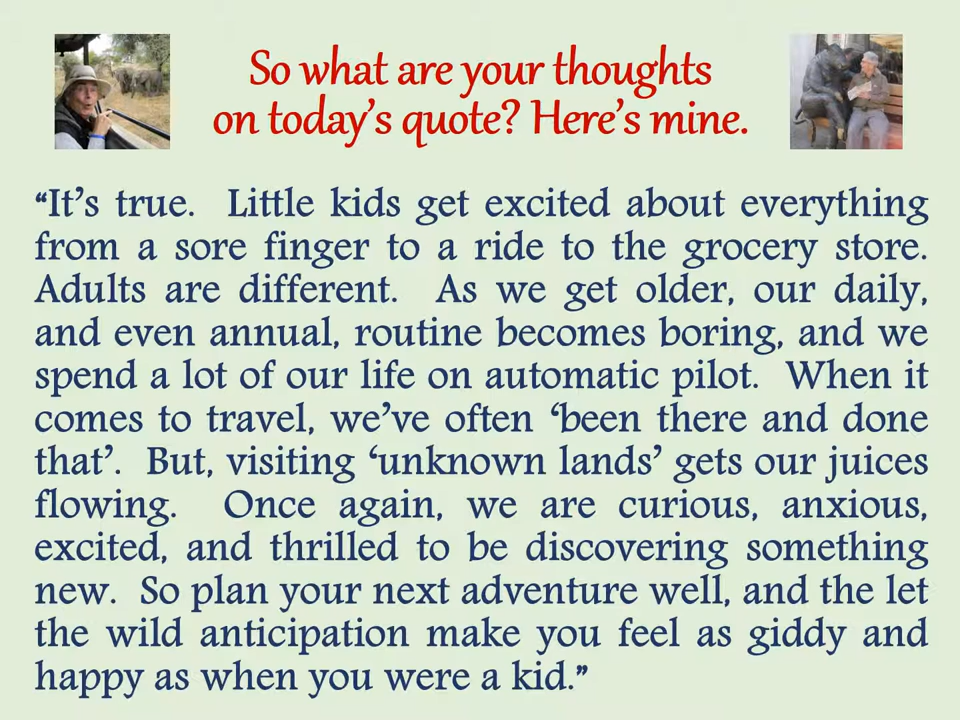 So what are your thoughts
on today’s quote? Here’s mine.
“It’s true. Little kids get excited about everything
from a sore finger to a ride to the grocery store.
Adults are different. As we get older, our daily,
and even annual, routine becomes boring, and we
spend a lot of our life on automatic pilot. When it
comes to travel, we’ve often ‘been there and done
that’. But, visiting ‘unknown lands’ gets our juices
flowing. Once again, we are curious, anxious,
excited, and thrilled to be discovering something
new. So plan your next adventure well, and the let
the wild anticipation make you feel as giddy and
happy as when you were a kid.”